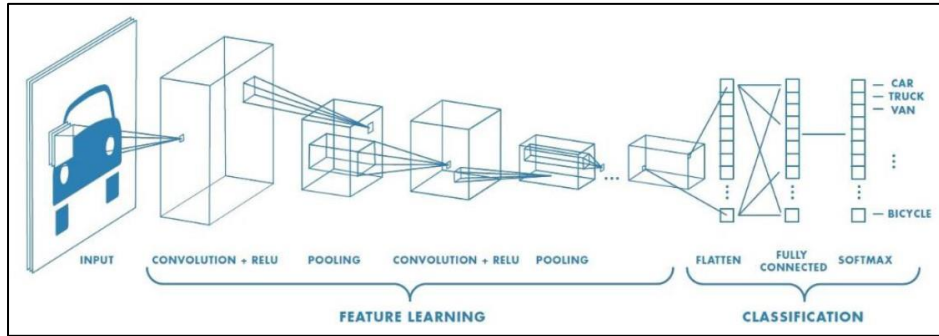 CAR
TRUCK
VAN
BICYCLE
INPUT
CONVOLUTION + RELU
POOLING
CONVOLUTION + RELU
POOLING
FLATTEN
FULLY
CONNECTED
SOFTMAX
FEATURE LEARNING
CLASSIFICATION